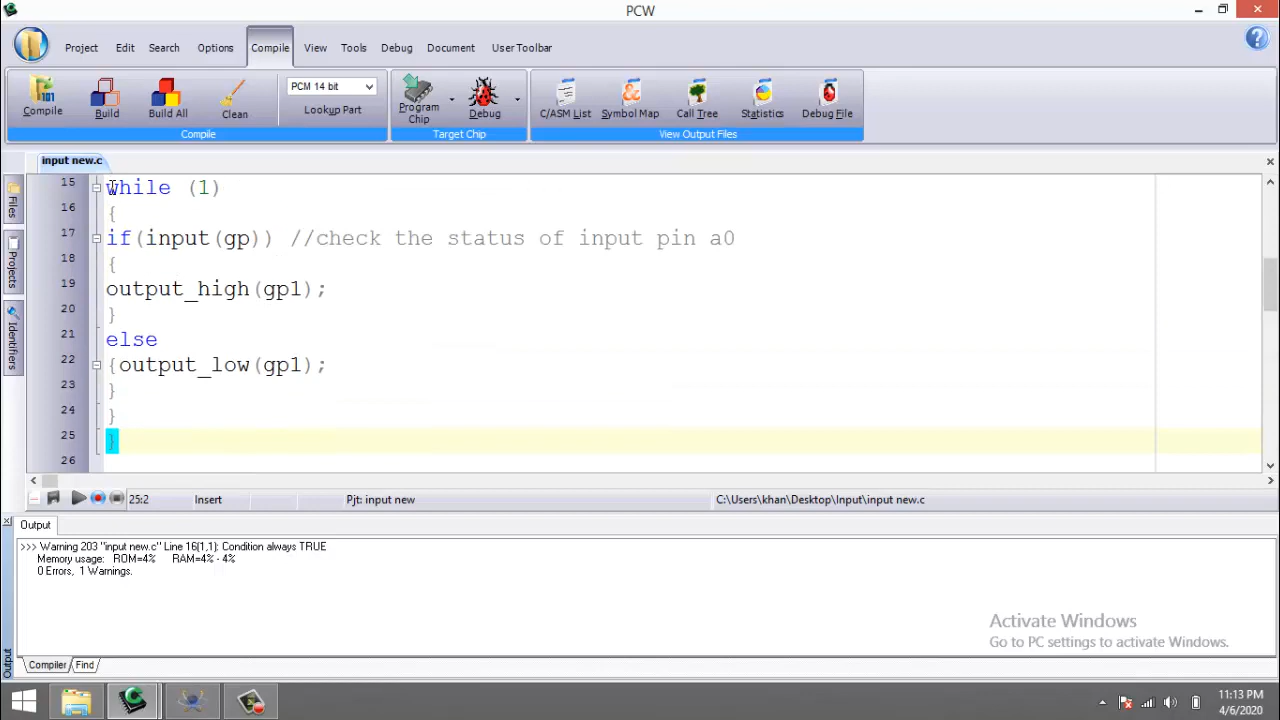 PCW
Project Edit Search Options Compile View Tools Debug Document User Toolbar
Compile Build Build All Clean
PCM 14 bit
Lookup Part
Program Chip Debug
C/ASM List Symbol Map Call Tree Statistics Debug File
Compile Target Chip View Output Files
input new.c
Files
Projects
Identifiers
15 while (1)
16 {
17 if(input(gp)) //check the status of input pin a0
18 {
19 output_high(gp1);
20 }
21 else
22 {output_low(gp1);
23 }
24 }
25 }
26
25:2 Insert Pjt: input new C:\Users\khan\Desktop\Input\input new.c
Output
>>> Warning 203 "input new.c" Line 16(1,1): Condition always TRUE
Memory usage: ROM=4% RAM=4% - 4%
0 Errors, 1 Warnings.
Activate Windows
Go to PC settings to activate Windows.
Output
Compiler Find
11:13 PM
4/6/2020